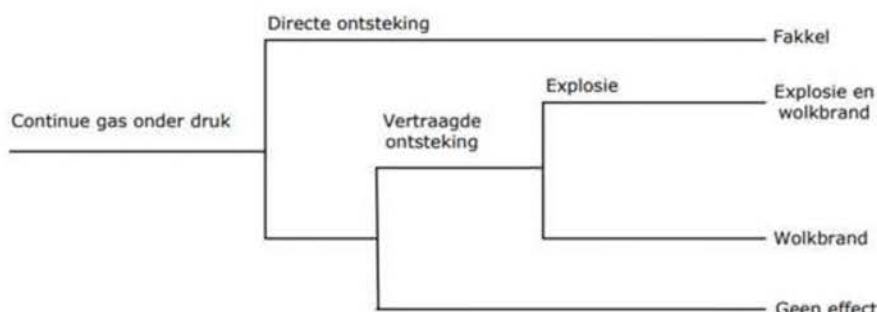 Directe ontsteking
Fakkel
Explosie
Explosie en
wolkbrand
Continue gas onder druk
Vertraagde
ontsteking
Wolkbrand
Geen effect